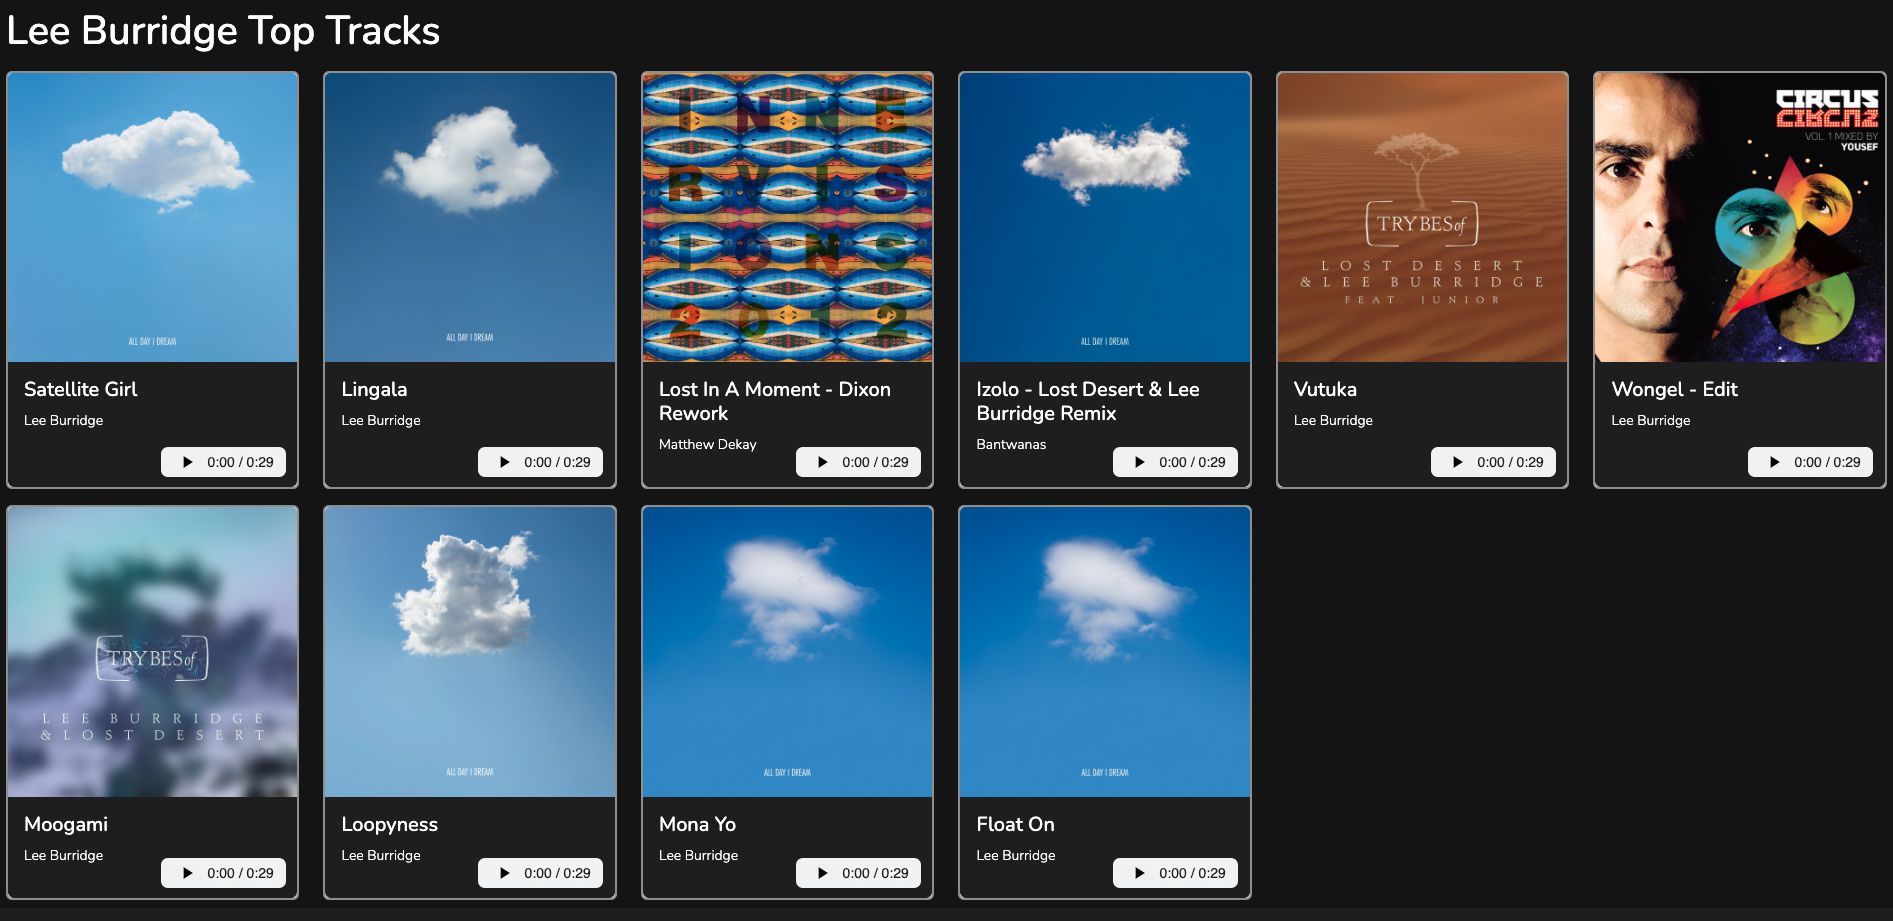 Lee Burridge Top Tracks
ALL DAY I DREAM
Satellite Girl
Lee Burridge
0:00 / 0:29
ALL DAY I DREAM
Lingala
Lee Burridge
0:00 / 0:29
I N N E
R V I S
I O N S
2 0 1 2
Lost In A Moment - Dixon
Rework
Matthew Dekay
0:00 / 0:29
ALL DAY I DREAM
Izolo - Lost Desert & Lee
Burridge Remix
Bantwanas
0:00 / 0:29
TRYBESof
LOST DESERT
& LEE BURRIDGE
FEAT. JUNIOR
Vutuka
Lee Burridge
0:00 / 0:29
CIRCUS
CIRCUS
VOL. 1 MIXED BY
YOUSEF
Wongel - Edit
Lee Burridge
0:00 / 0:29
TRYBESof
LEE BURRIDGE
& LOST DESERT
Moogami
Lee Burridge
0:00 / 0:29
ALL DAY I DREAM
Loopyness
Lee Burridge
0:00 / 0:29
ALL DAY I DREAM
Mona Yo
Lee Burridge
0:00 / 0:29
ALL DAY I DREAM
Float On
Lee Burridge
0:00 / 0:29